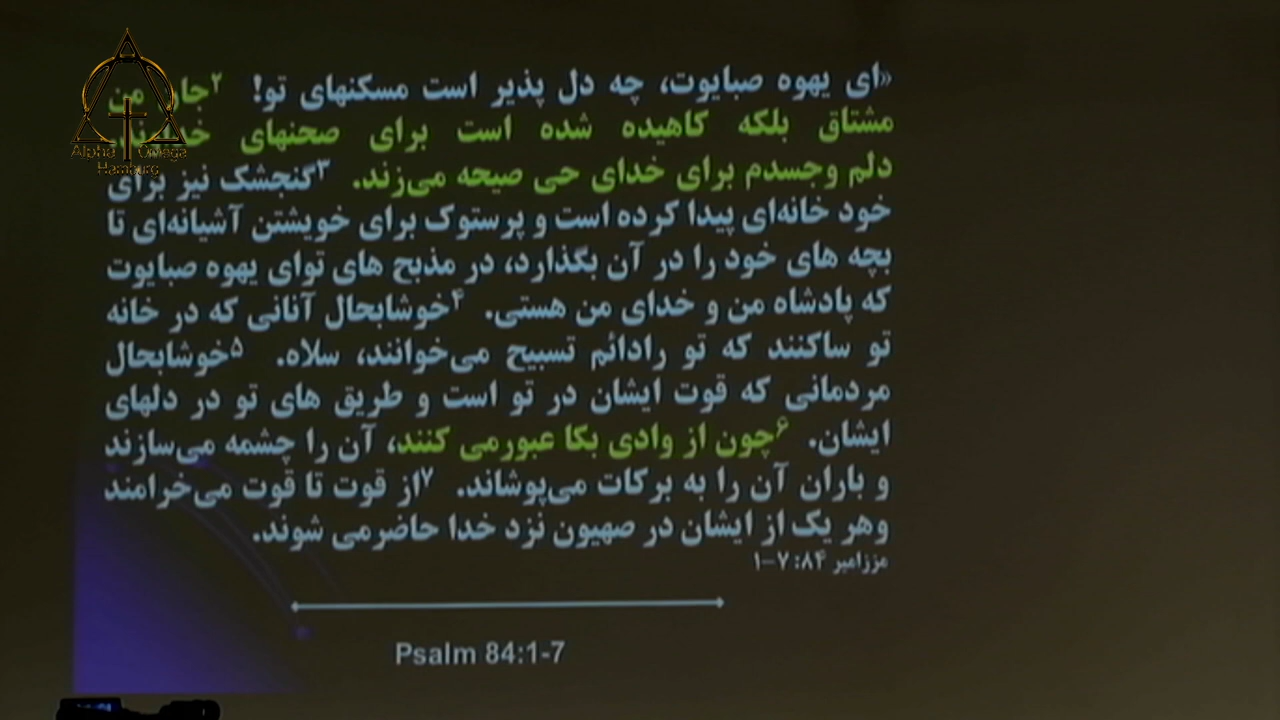 «ای یهوه صبایوت، چه دل پذیر است مسکنهای تو! ۲جان من
مشتاق بلکه کاهیده شده است برای صحنهای
دلم وجسدم برای خدای حی صیحه می‌زند. ۳گنجشک نیز برای
خود خانه‌ای پیدا کرده است و پرستوک برای خویشتن آشیانه‌ای تا
بچه های خود را در آن بگذارد، در مذبح های توای یهوه صبایوت
که پادشاه من و خدای من هستی. ۴خوشابحال آنانی که در خانه
تو ساکنند که تو رادائم تسبیح می‌خوانند، سلاه. ۵خوشابحال
مردمانی که قوت ایشان در تو است و طریق های تو در دلهای
ایشان. ۶چون از وادی بکا عبورمی کنند، آن را چشمه می‌سازند
و باران آن را به برکات می‌پوشاند. ۷از قوت تا قوت می‌خرامند
وهر یک از ایشان در صهیون نزد خدا حاضرمی شوند.
مززامیر ۸۴: ۷-۱
Psalm 84:1-7
Alpha Omega
Hamburg